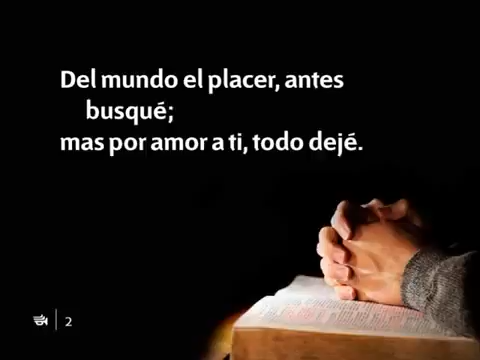 Del mundo el placer, antes
busqué;
mas por amor a ti, todo dejé.
2